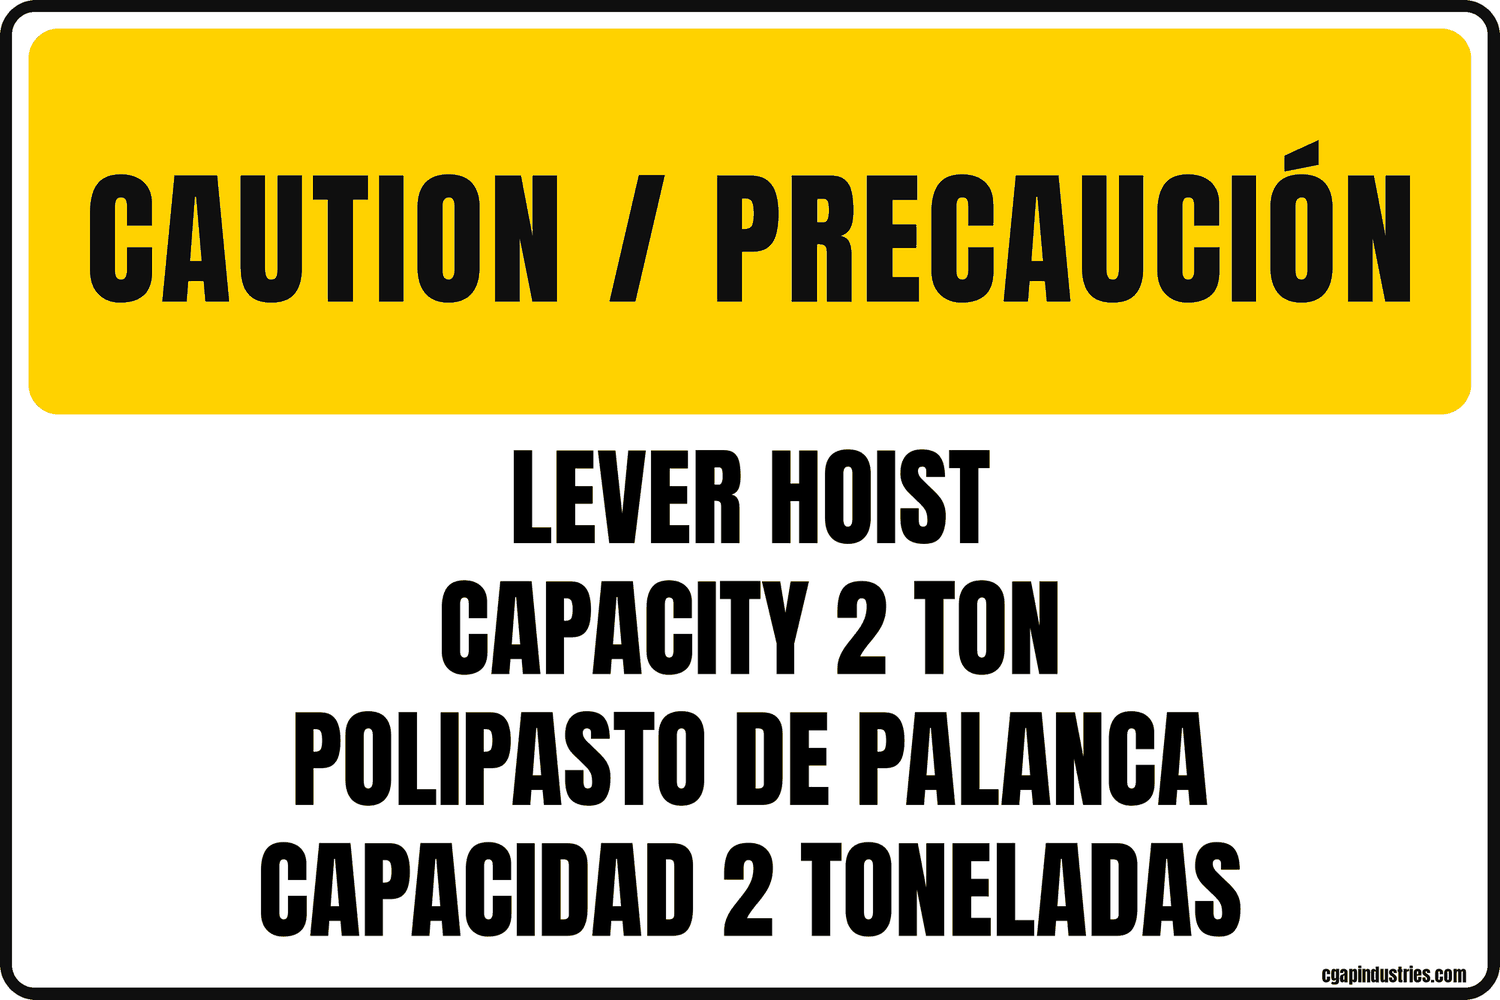 CAUTION / PRECAUCIÓN
LEVER HOIST
CAPACITY 2 TON
POLIPASTO DE PALANCA
CAPACIDAD 2 TONELADAS
cgapindustries.com